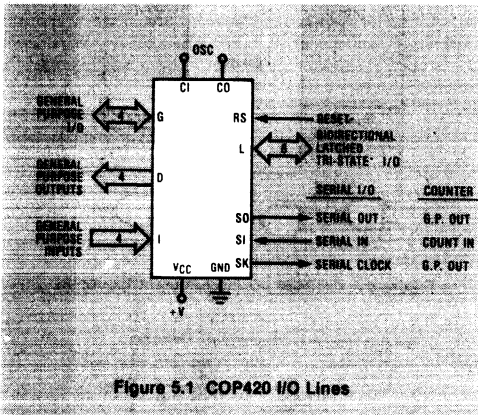 OSC
CI CO
GENERAL
PURPOSE
I/O
4
G
RS
RESET
L
8
BIDIRECTIONAL
LATCHED
TRI-STATE® I/O
GENERAL
PURPOSE
OUTPUTS
4
D
SERIAL I/O COUNTER
SO SERIAL OUT G.P. OUT
GENERAL
PURPOSE
INPUTS
4
I
SI SERIAL IN COUNT IN
SK SERIAL CLOCK G.P. OUT
VCC GND
+V
Figure 5.1 COP420 I/O Lines